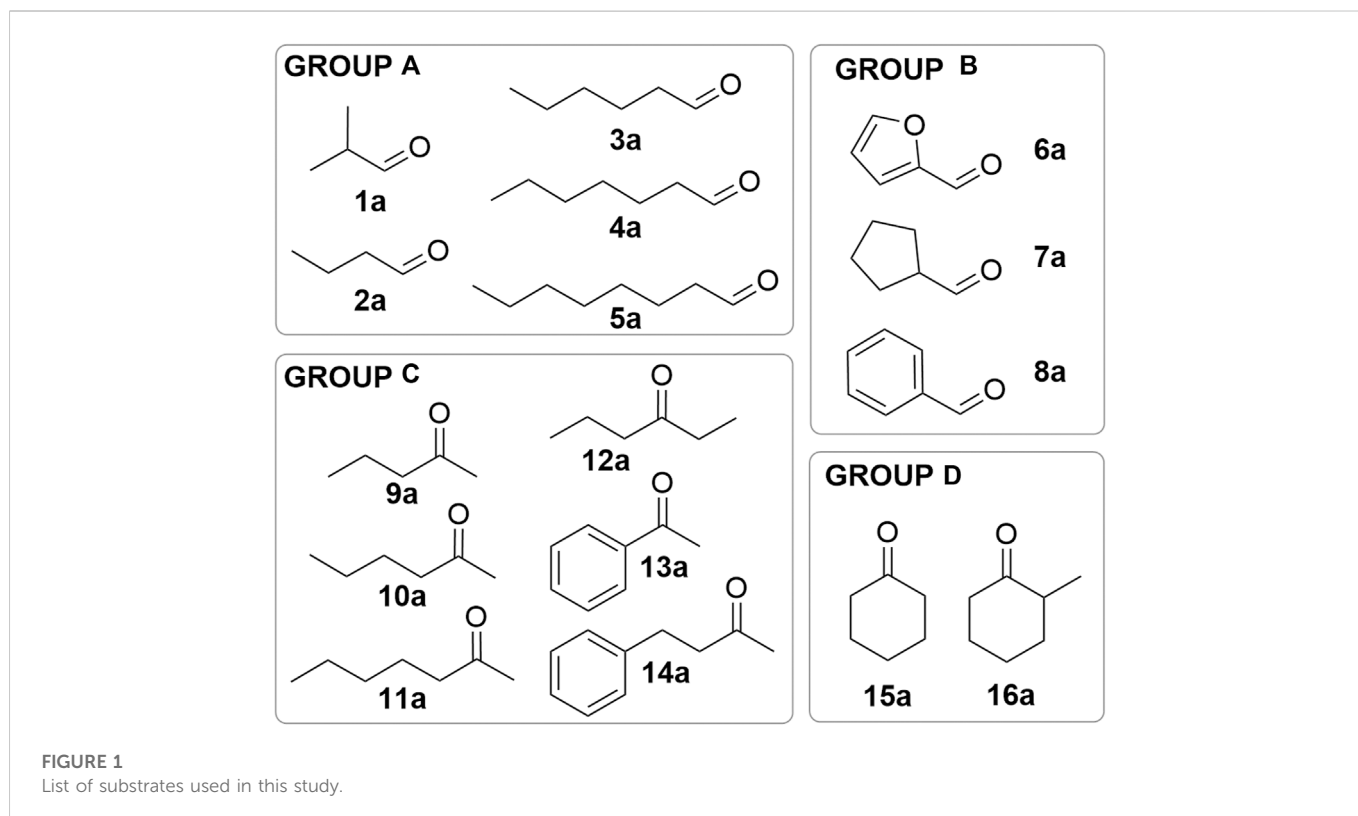 GROUP A
O
1a
O
2a
O
3a
O
4a
O
5a
GROUP B
O
O
6a
O
7a
O
8a
GROUP C
O
9a
O
10a
O
11a
O
12a
O
13a
O
14a
GROUP D
O
15a
O
16a
FIGURE 1
List of substrates used in this study.